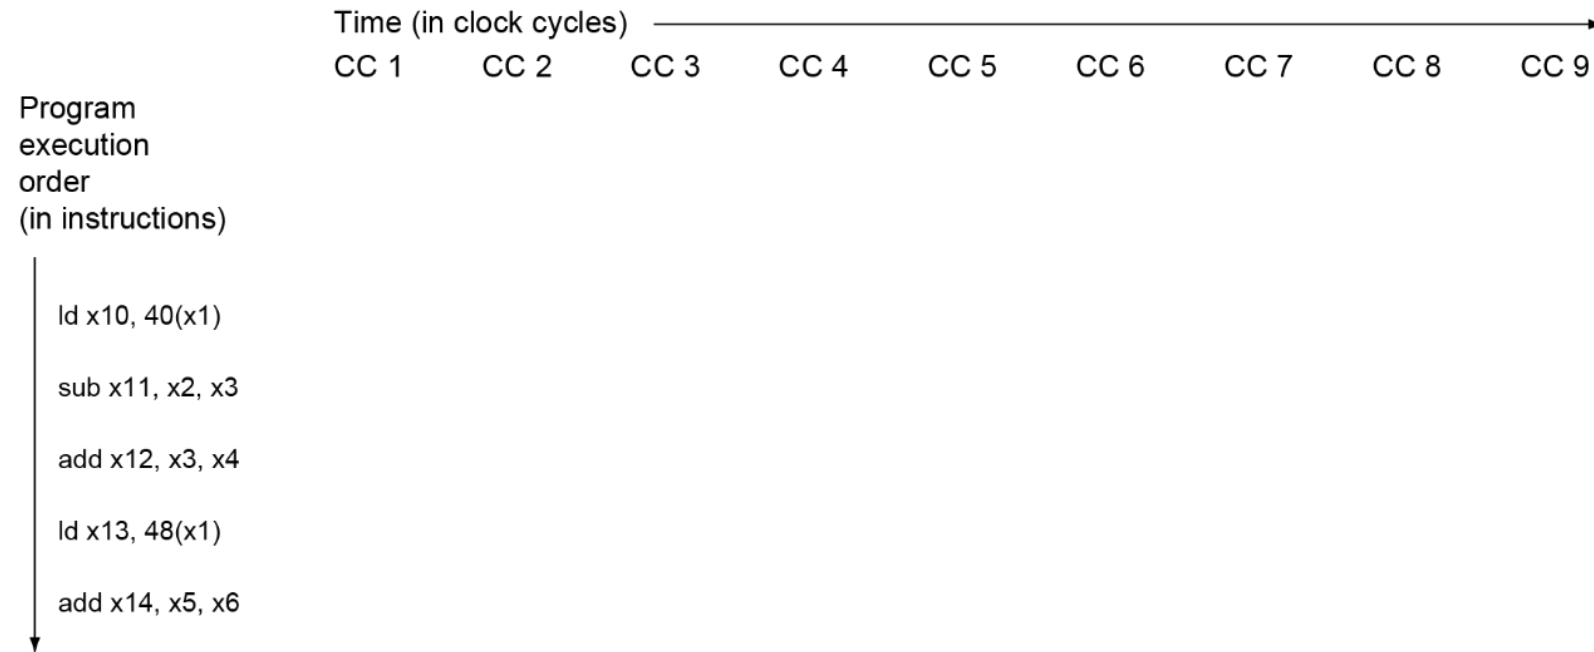 Time (in clock cycles)
CC 1 CC 2 CC 3 CC 4 CC 5 CC 6 CC 7 CC 8 CC 9
Program
execution
order
(in instructions)
ld x10, 40(x1)
sub x11, x2, x3
add x12, x3, x4
ld x13, 48(x1)
add x14, x5, x6